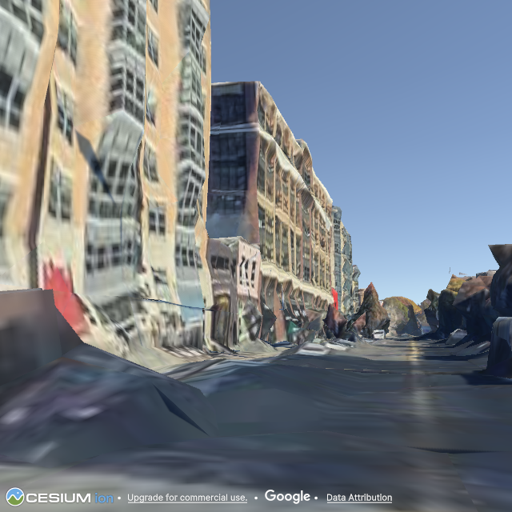 CESIUM ion • Upgrade for commercial use. • Google • Data Attribution